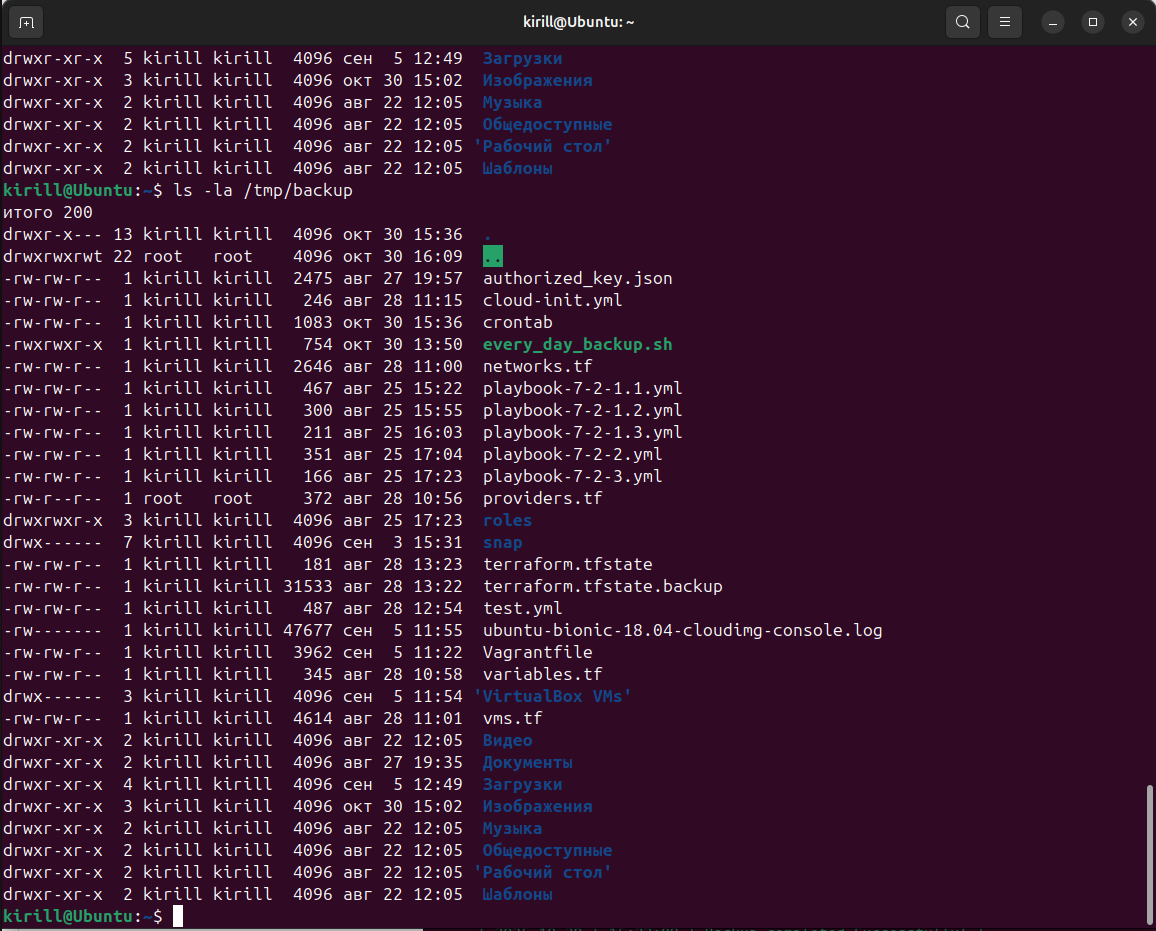 kirill@Ubuntu: ~
drwxr-xr-x  5 kirill kirill  4096 сен  5 12:49  Загрузки
drwxr-xr-x  3 kirill kirill  4096 окт 30 15:02  Изображения
drwxr-xr-x  2 kirill kirill  4096 авг 22 12:05  Музыка
drwxr-xr-x  2 kirill kirill  4096 авг 22 12:05  Общедоступные
drwxr-xr-x  2 kirill kirill  4096 авг 22 12:05 'Рабочий стол'
drwxr-xr-x  2 kirill kirill  4096 авг 22 12:05  Шаблоны
kirill@Ubuntu:~$ ls -la /tmp/backup
итого 200
drwxr-x--- 13 kirill kirill  4096 окт 30 15:36  .
drwxrwxrwt 22 root   root    4096 окт 30 16:09  ..
-rw-rw-r--  1 kirill kirill  2475 авг 27 19:57  authorized_key.json
-rw-rw-r--  1 kirill kirill   246 авг 28 11:15  cloud-init.yml
-rw-rw-r--  1 kirill kirill  1083 окт 30 15:36  crontab
-rwxrwxr-x  1 kirill kirill   754 окт 30 13:50  every_day_backup.sh
-rw-rw-r--  1 kirill kirill  2646 авг 28 11:00  networks.tf
-rw-rw-r--  1 kirill kirill   467 авг 25 15:22  playbook-7-2-1.1.yml
-rw-rw-r--  1 kirill kirill   300 авг 25 15:55  playbook-7-2-1.2.yml
-rw-rw-r--  1 kirill kirill   211 авг 25 16:03  playbook-7-2-1.3.yml
-rw-rw-r--  1 kirill kirill   351 авг 25 17:04  playbook-7-2-2.yml
-rw-rw-r--  1 kirill kirill   166 авг 25 17:23  playbook-7-2-3.yml
-rw-r--r--  1 root   root     372 авг 28 10:56  providers.tf
drwxrwxr-x  3 kirill kirill  4096 авг 25 17:23  roles
drwx------  7 kirill kirill  4096 сен  3 15:31  snap
-rw-rw-r--  1 kirill kirill   181 авг 28 13:23  terraform.tfstate
-rw-rw-r--  1 kirill kirill 31533 авг 28 13:22  terraform.tfstate.backup
-rw-rw-r--  1 kirill kirill   487 авг 28 12:54  test.yml
-rw-------  1 kirill kirill 47677 сен  5 11:55  ubuntu-bionic-18.04-cloudimg-console.log
-rw-rw-r--  1 kirill kirill  3962 сен  5 11:22  Vagrantfile
-rw-rw-r--  1 kirill kirill   345 авг 28 10:58  variables.tf
drwx------  3 kirill kirill  4096 сен  5 11:54 'VirtualBox VMs'
-rw-rw-r--  1 kirill kirill  4614 авг 28 11:01  vms.tf
drwxr-xr-x  2 kirill kirill  4096 авг 22 12:05  Видео
drwxr-xr-x  2 kirill kirill  4096 авг 27 19:35  Документы
drwxr-xr-x  4 kirill kirill  4096 сен  5 12:49  Загрузки
drwxr-xr-x  3 kirill kirill  4096 окт 30 15:02  Изображения
drwxr-xr-x  2 kirill kirill  4096 авг 22 12:05  Музыка
drwxr-xr-x  2 kirill kirill  4096 авг 22 12:05  Общедоступные
drwxr-xr-x  2 kirill kirill  4096 авг 22 12:05 'Рабочий стол'
drwxr-xr-x  2 kirill kirill  4096 авг 22 12:05  Шаблоны
kirill@Ubuntu:~$